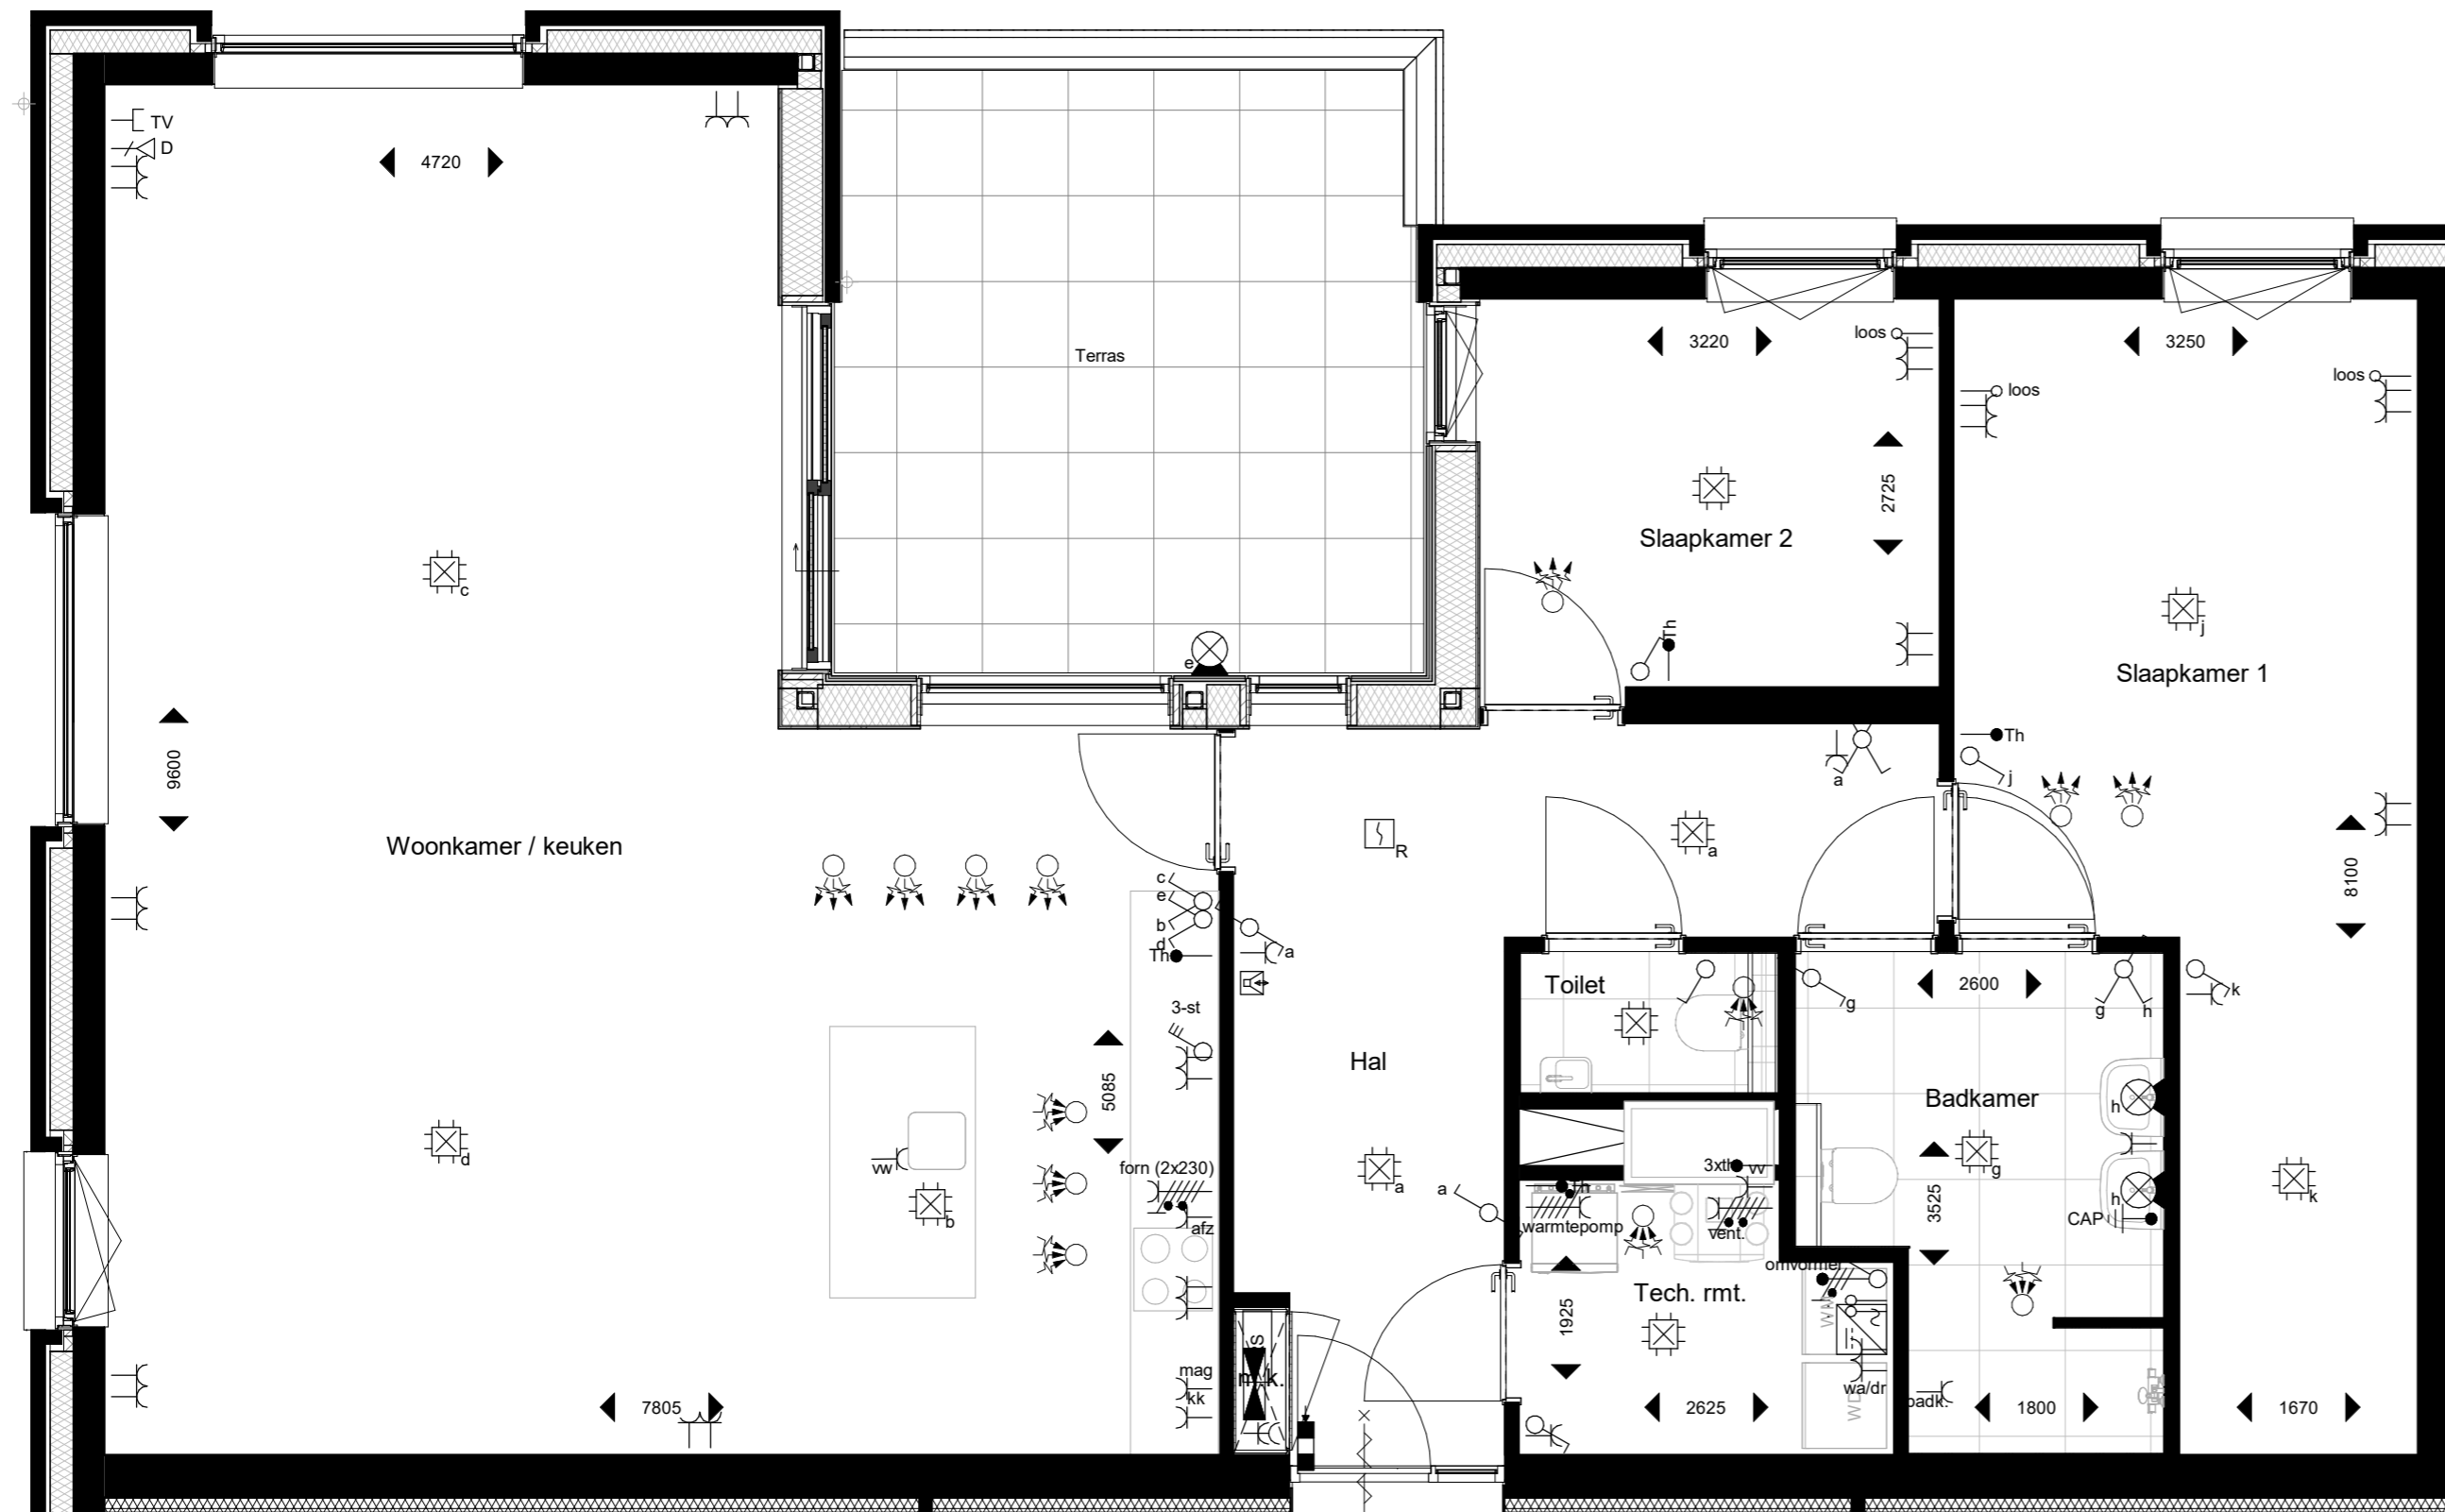 TV
D
4720
Terras
3220
loos
3250
loos
loos
2725
Slaapkamer 2
c
j
Slaapkamer 1
Th
e
Th
j
a
9600
Woonkamer / keuken
R
a
8100
c
e
b
d
Th
a
3-st
Toilet
g
2600
g
h
k
Hal
5085
Badkamer
h
d
vw
b
forn (2x230)
afz
a
a
3xth
vv
Th
warmtepomp
vent.
g
3525
h
CAP
k
omvormer
Tech. rmt.
1925
mag
kk
m.k.
wa/dr
badk.
7805
2625
1800
1670